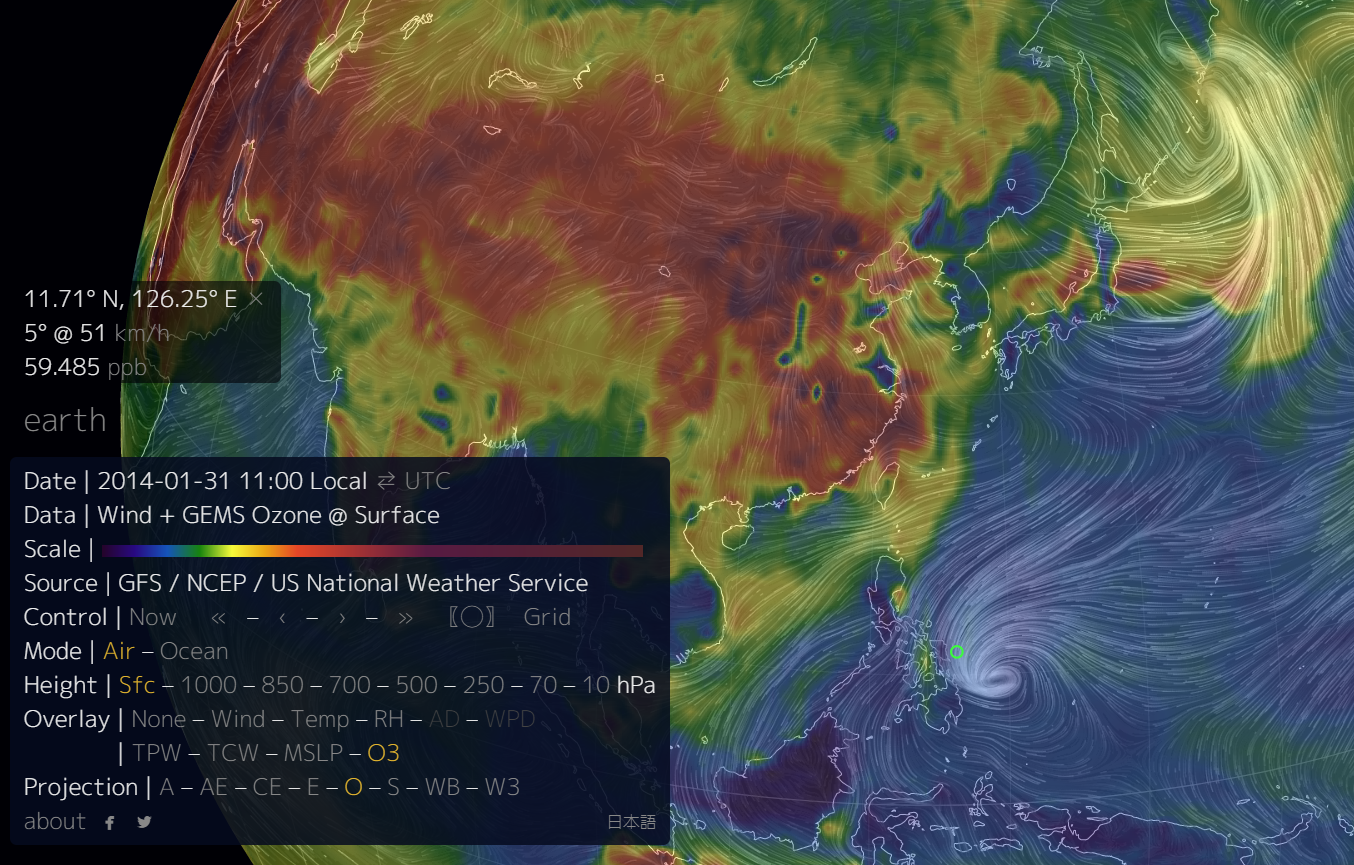 11.71° N, 126.25° E ×
5° @ 51 km/h
59.485 ppb
earth
Date | 2014-01-31 11:00 Local ⇄ UTC
Data | Wind + GEMS Ozone @ Surface
Scale |
Source | GFS / NCEP / US National Weather Service
Control | Now « – ‹ – › – » 〖◯〗 Grid
Mode | Air – Ocean
Height | Sfc – 1000 – 850 – 700 – 500 – 250 – 70 – 10 hPa
Overlay | None – Wind – Temp – RH – AD – WPD
| TPW – TCW – MSLP – O3
Projection | A – AE – CE – E – O – S – WB – W3
about 日本語